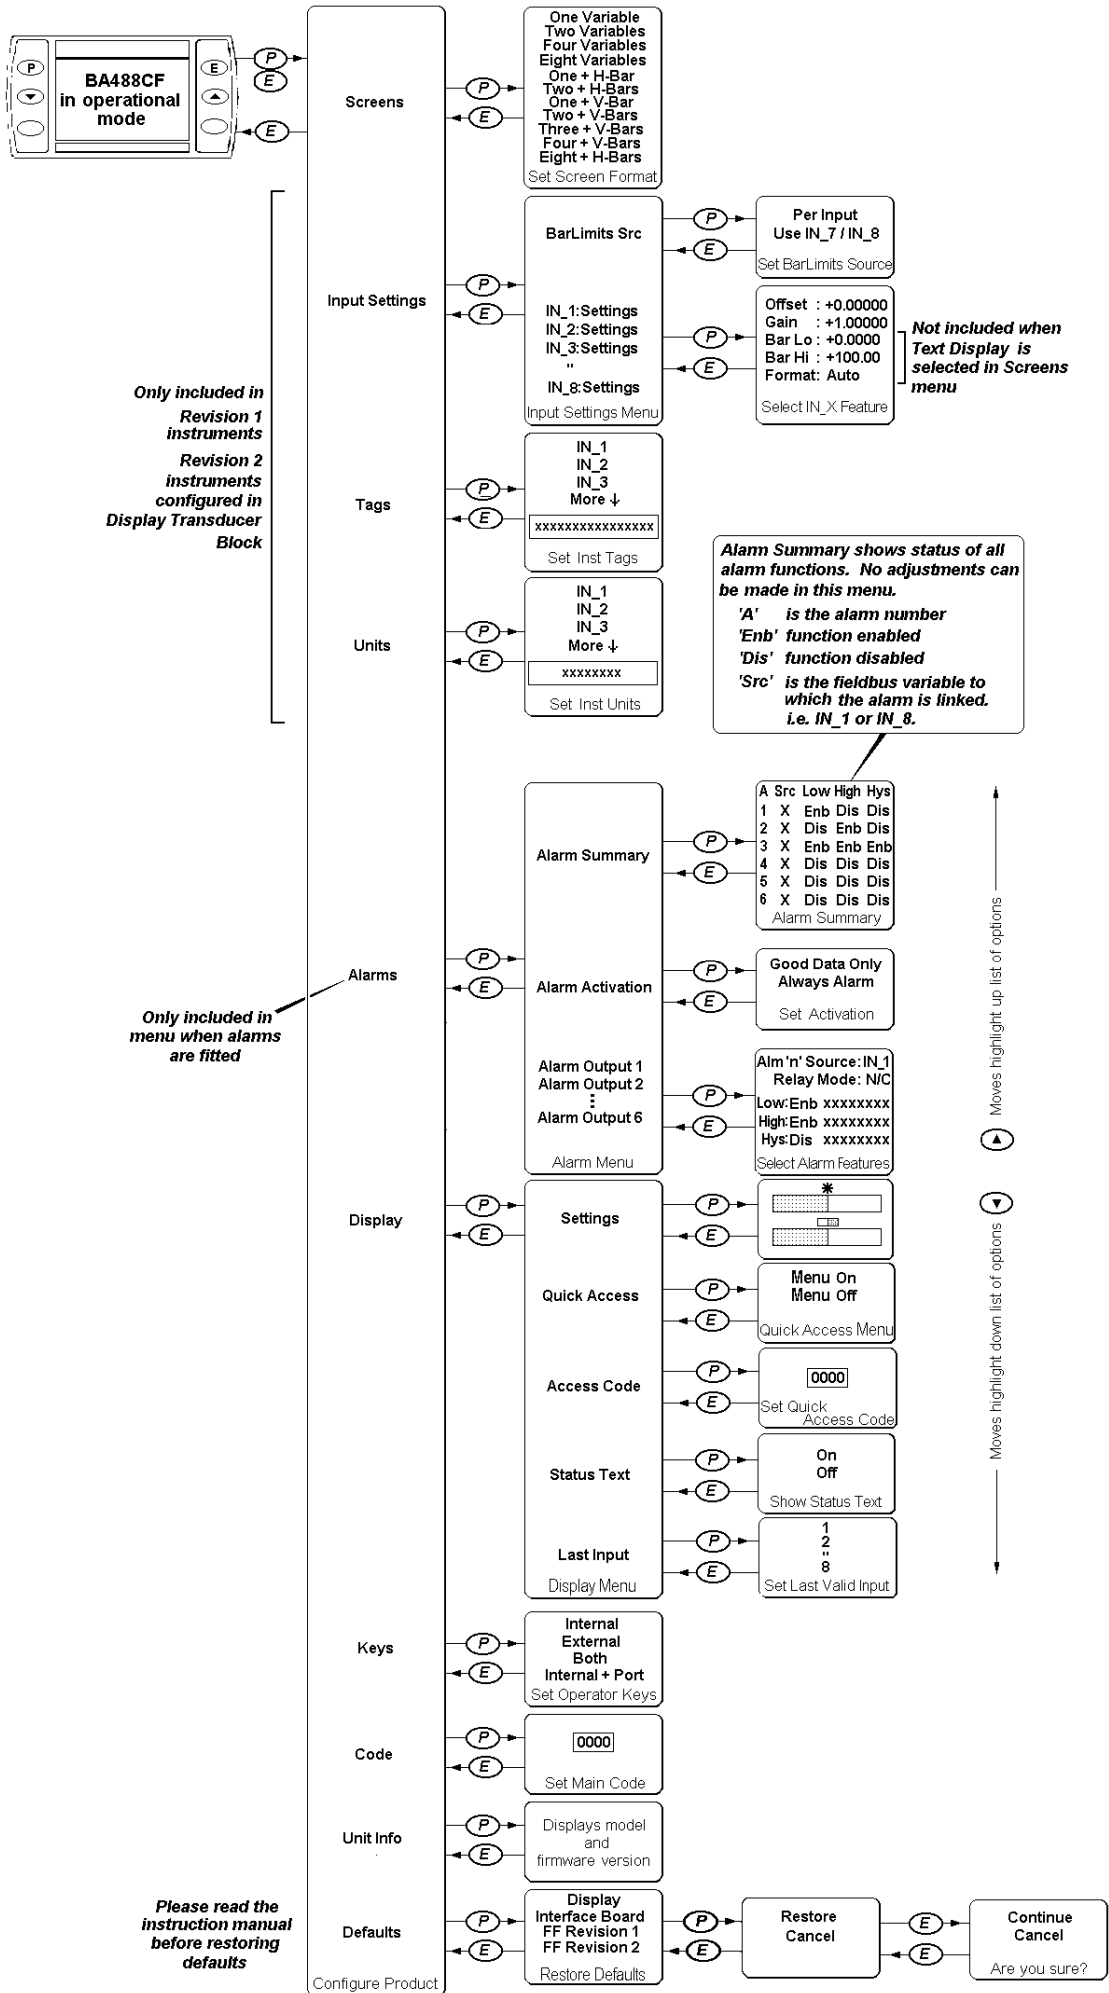 P
E
BA488CF
in operational
mode
P
E
E
Screens
P
E
One Variable
Two Variables
Four Variables
Eight Variables
One + H-Bar
Two + H-Bars
One + V-Bar
Two + V-Bars
Three + V-Bars
Four + V-Bars
Eight + H-Bars
Set Screen Format
Only included in
Revision 1
instruments
Revision 2
instruments
configured in
Display Transducer
Block
Input Settings
P
E
BarLimits Src
IN_1:Settings
IN_2:Settings
IN_3:Settings
"
IN_8:Settings
Input Settings Menu
P
E
Per Input
Use IN_7 / IN_8
Set BarLimits Source
P
E
Offset : +0.00000
Gain : +1.00000
Bar Lo : +0.0000
Bar Hi : +100.00
Format: Auto
Select IN_X Feature
Not included when
Text Display is
selected in Screens
menu
Tags
P
E
IN_1
IN_2
IN_3
More ↓
xxxxxxxxxxxxxxxx
Set Inst Tags
Units
P
E
IN_1
IN_2
IN_3
More ↓
xxxxxxxx
Set Inst Units
Alarm Summary shows status of all
alarm functions. No adjustments can
be made in this menu.
'A' is the alarm number
'Enb' function enabled
'Dis' function disabled
'Src' is the fieldbus variable to
which the alarm is linked.
i.e. IN_1 or IN_8.
Alarms
Only included in
menu when alarms
are fitted
P
E
Alarm Summary
Alarm Activation
Alarm Output 1
Alarm Output 2
Alarm Output 6
Alarm Menu
P
E
A Src Low High Hys
1 X Enb Dis Dis
2 X Dis Enb Dis
3 X Enb Enb Enb
4 X Dis Dis Dis
5 X Dis Dis Dis
6 X Dis Dis Dis
Alarm Summary
P
E
Good Data Only
Always Alarm
Set Activation
P
E
Alm 'n' Source:IN_1
Relay Mode: N/C
Low:Enb xxxxxxxx
High:Enb xxxxxxxx
Hys:Dis xxxxxxxx
Select Alarm Features
Moves highlight up list of options
Moves highlight down list of options
Display
P
E
Settings
Quick Access
Access Code
Status Text
Last Input
Display Menu
P
E
*
P
E
Menu On
Menu Off
Quick Access Menu
P
E
0000
Set Quick
Access Code
P
E
On
Off
Show Status Text
P
E
1
2
"
8
Set Last Valid Input
Keys
P
E
Internal
External
Both
Internal + Port
Set Operator Keys
Code
P
E
0000
Set Main Code
Unit Info
P
E
Displays model
and
firmware version
Please read the
instruction manual
before restoring
defaults
Defaults
Configure Product
P
E
Display
Interface Board
FF Revision 1
FF Revision 2
Restore Defaults
P
E
Restore
Cancel
E
E
Continue
Cancel
Are you sure?